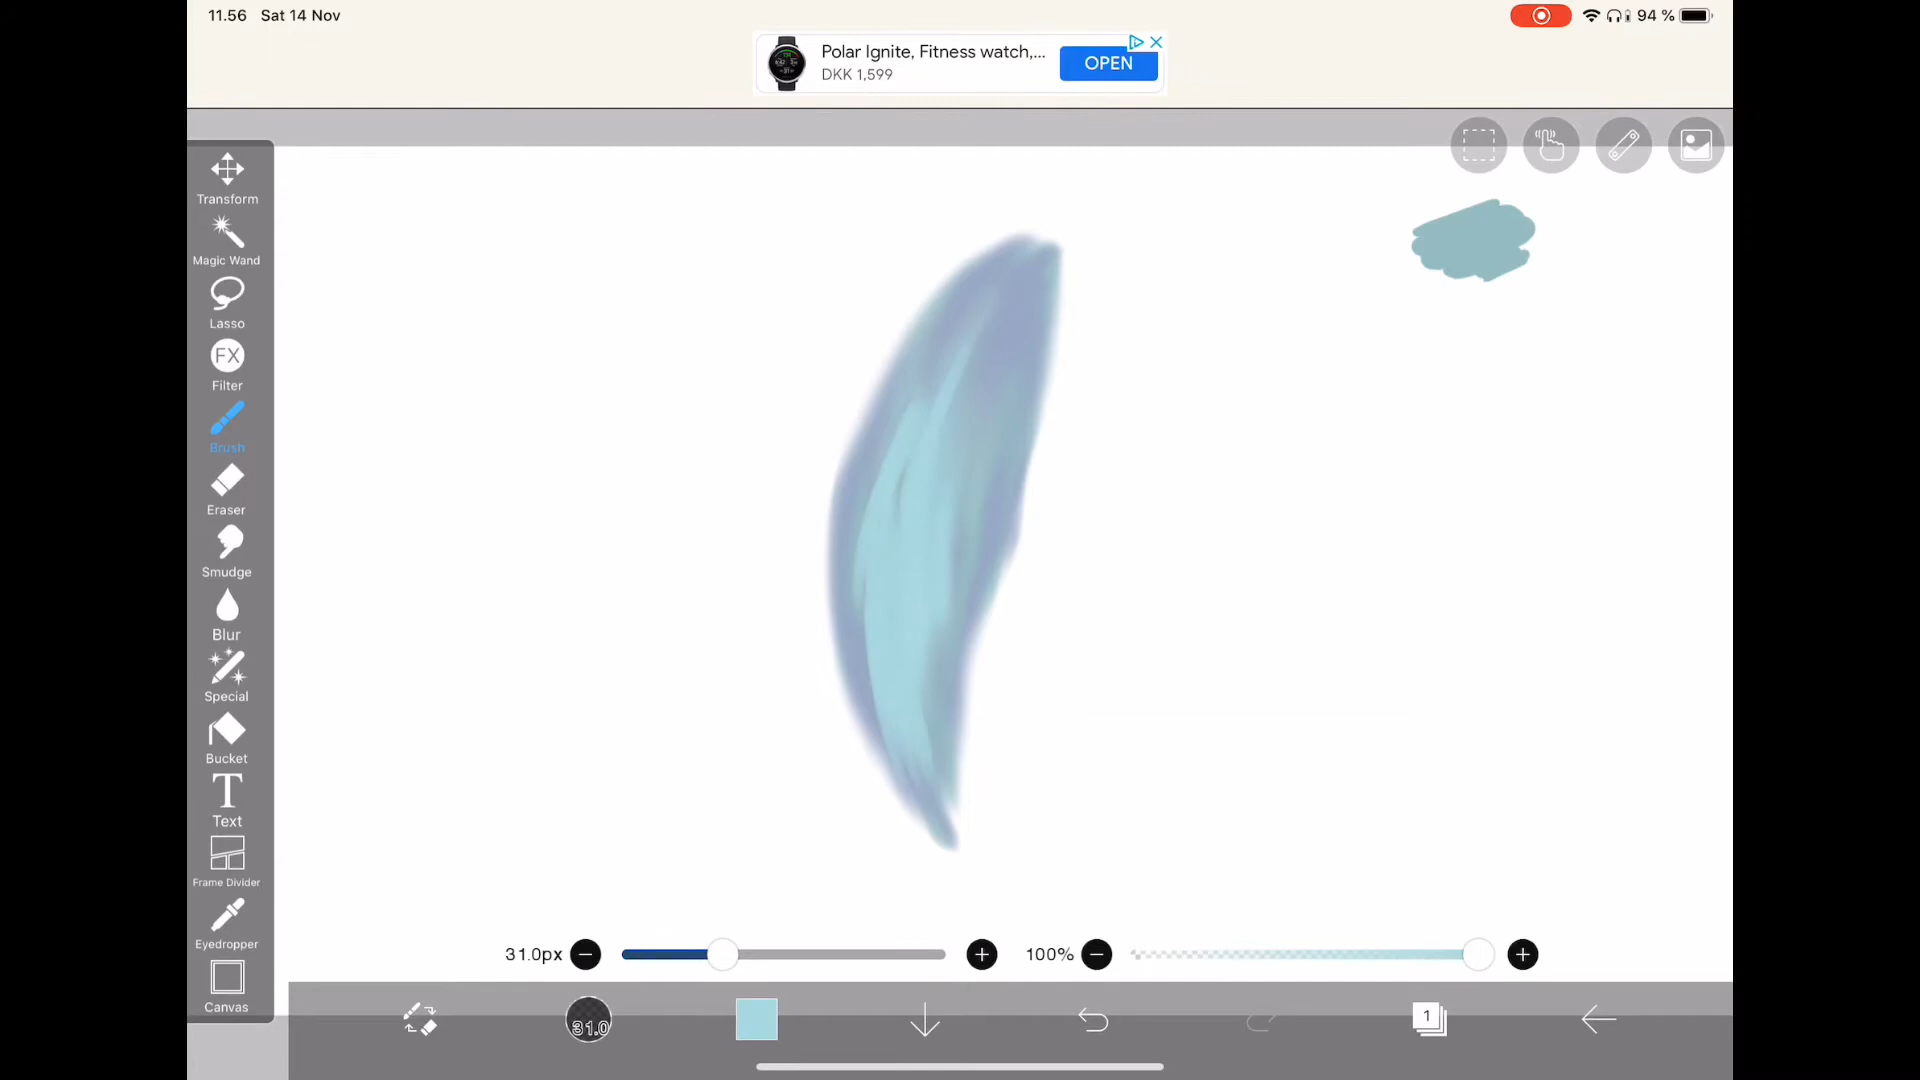 11.56 Sat 14 Nov
94 %
Polar Ignite, Fitness watch,...
DKK 1,599
OPEN
Transform
Magic Wand
Lasso
FX
Filter
Brush
Eraser
Smudge
Blur
Special
Bucket
T
Text
Frame Divider
Eyedropper
Canvas
31.0px
100%
31.0
1